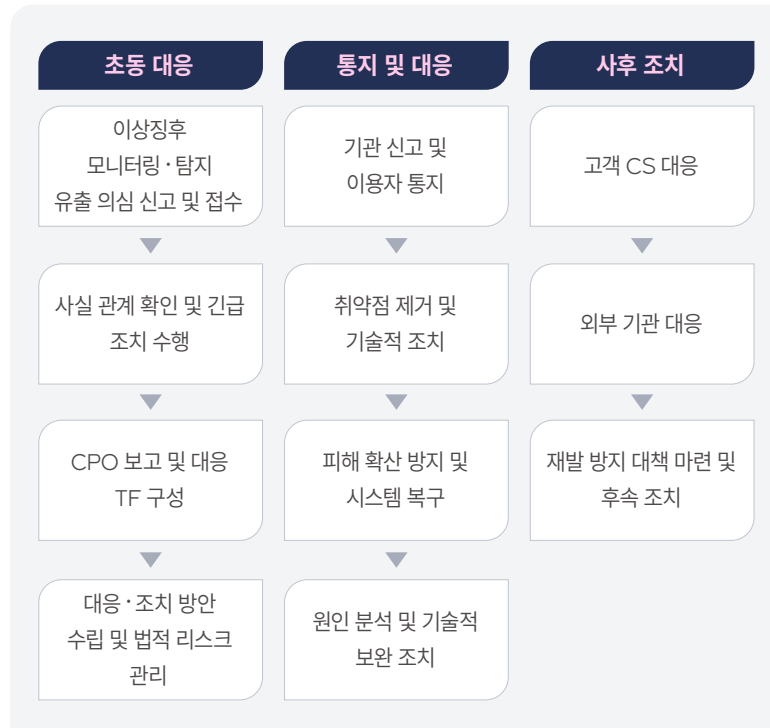 초동 대응
이상징후
모니터링·탐지
유출 의심 신고 및 접수
사실 관계 확인 및 긴급
조치 수행
CPO 보고 및 대응
TF 구성
대응·조치 방안
수립 및 법적 리스크
관리
통지 및 대응
기관 신고 및
이용자 통지
취약점 제거 및
기술적 조치
피해 확산 방지 및
시스템 복구
원인 분석 및 기술적
보완 조치
사후 조치
고객 CS 대응
외부 기관 대응
재발 방지 대책 마련 및
후속 조치